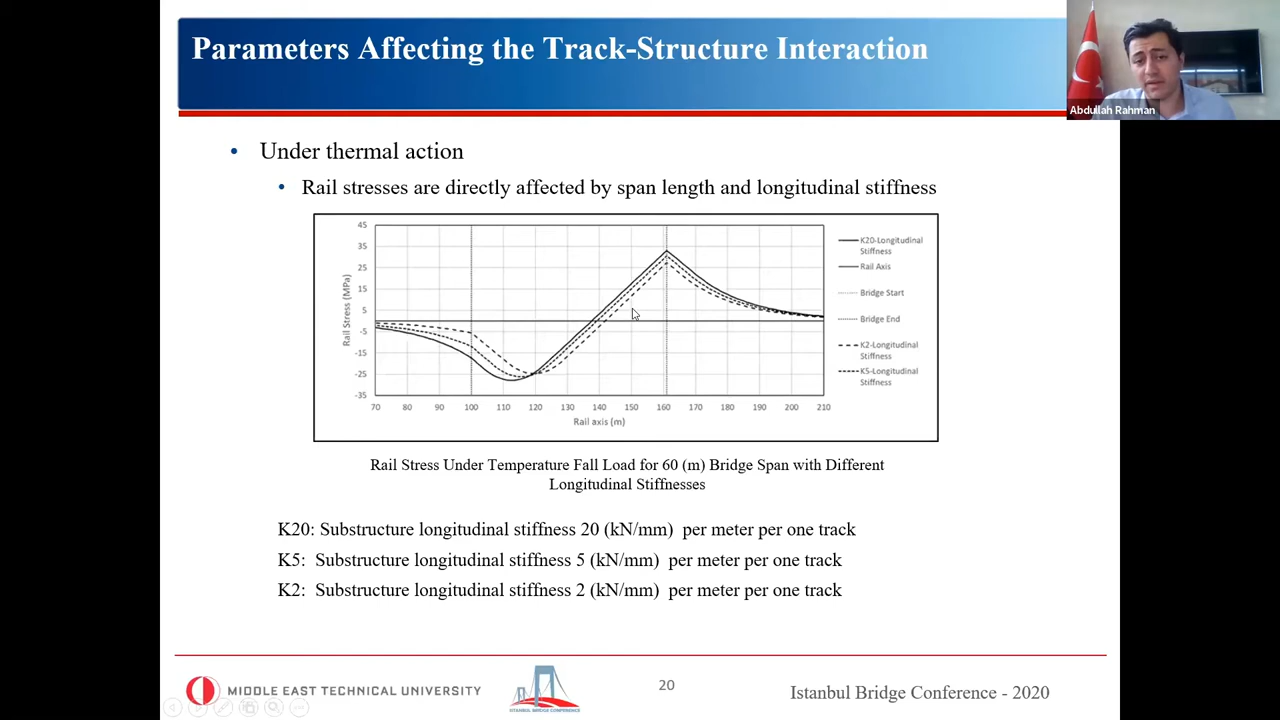 Parameters Affecting the Track-Structure Interaction
Abdullah Rahman
• Under thermal action
• Rail stresses are directly affected by span length and longitudinal stiffness
45
35
25
15
5
-5
-15
-25
-35
Rail Stress (MPa)
70 80 90 100 110 120 130 140 150 160 170 180 190 200 210
Rail axis (m)
K20-Longitudinal
Stiffness
Rail Axis
Bridge Start
Bridge End
K2-Longitudinal
Stiffness
K5-Longitudinal
Stiffness
Rail Stress Under Temperature Fall Load for 60 (m) Bridge Span with Different
Longitudinal Stiffnesses
K20: Substructure longitudinal stiffness 20 (kN/mm) per meter per one track
K5: Substructure longitudinal stiffness 5 (kN/mm) per meter per one track
K2: Substructure longitudinal stiffness 2 (kN/mm) per meter per one track
MIDDLE EAST TECHNICAL UNIVERSITY
ISTANBUL BRIDGE CONFERENCE
20
Istanbul Bridge Conference - 2020